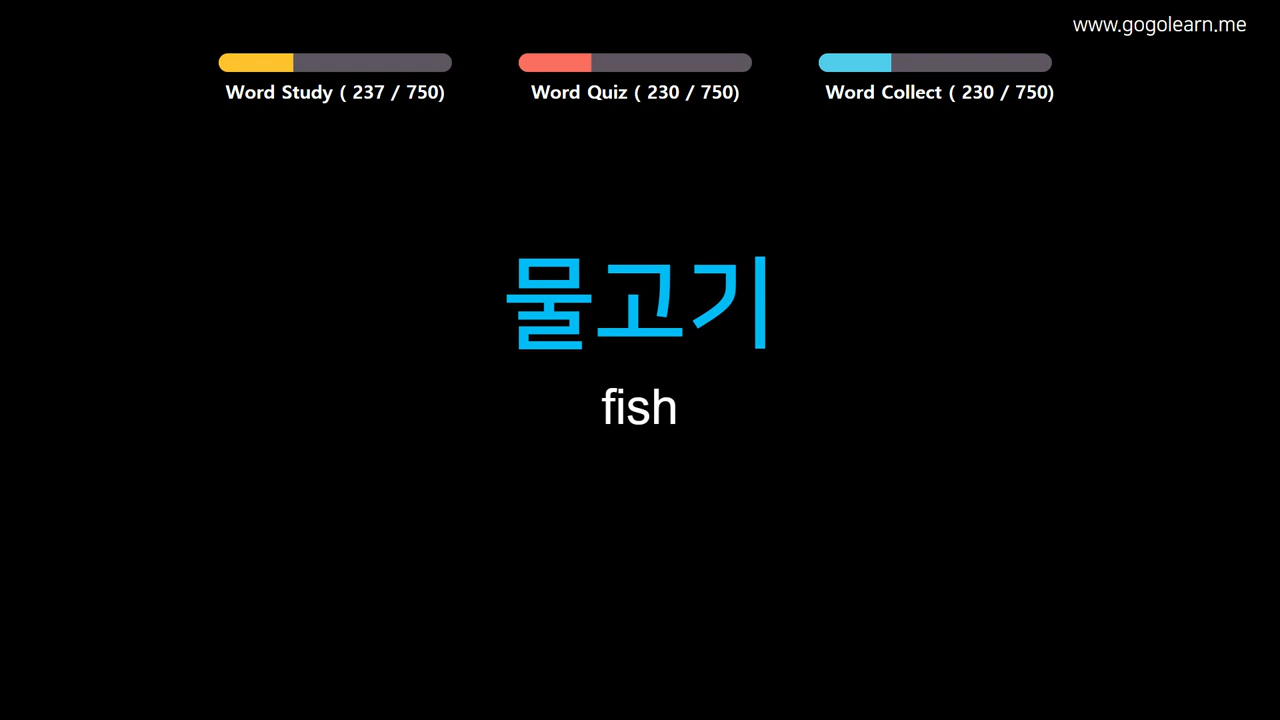 www.gogolearn.me
Word Study ( 237 / 750)
Word Quiz ( 230 / 750)
Word Collect ( 230 / 750)
물고기
fish